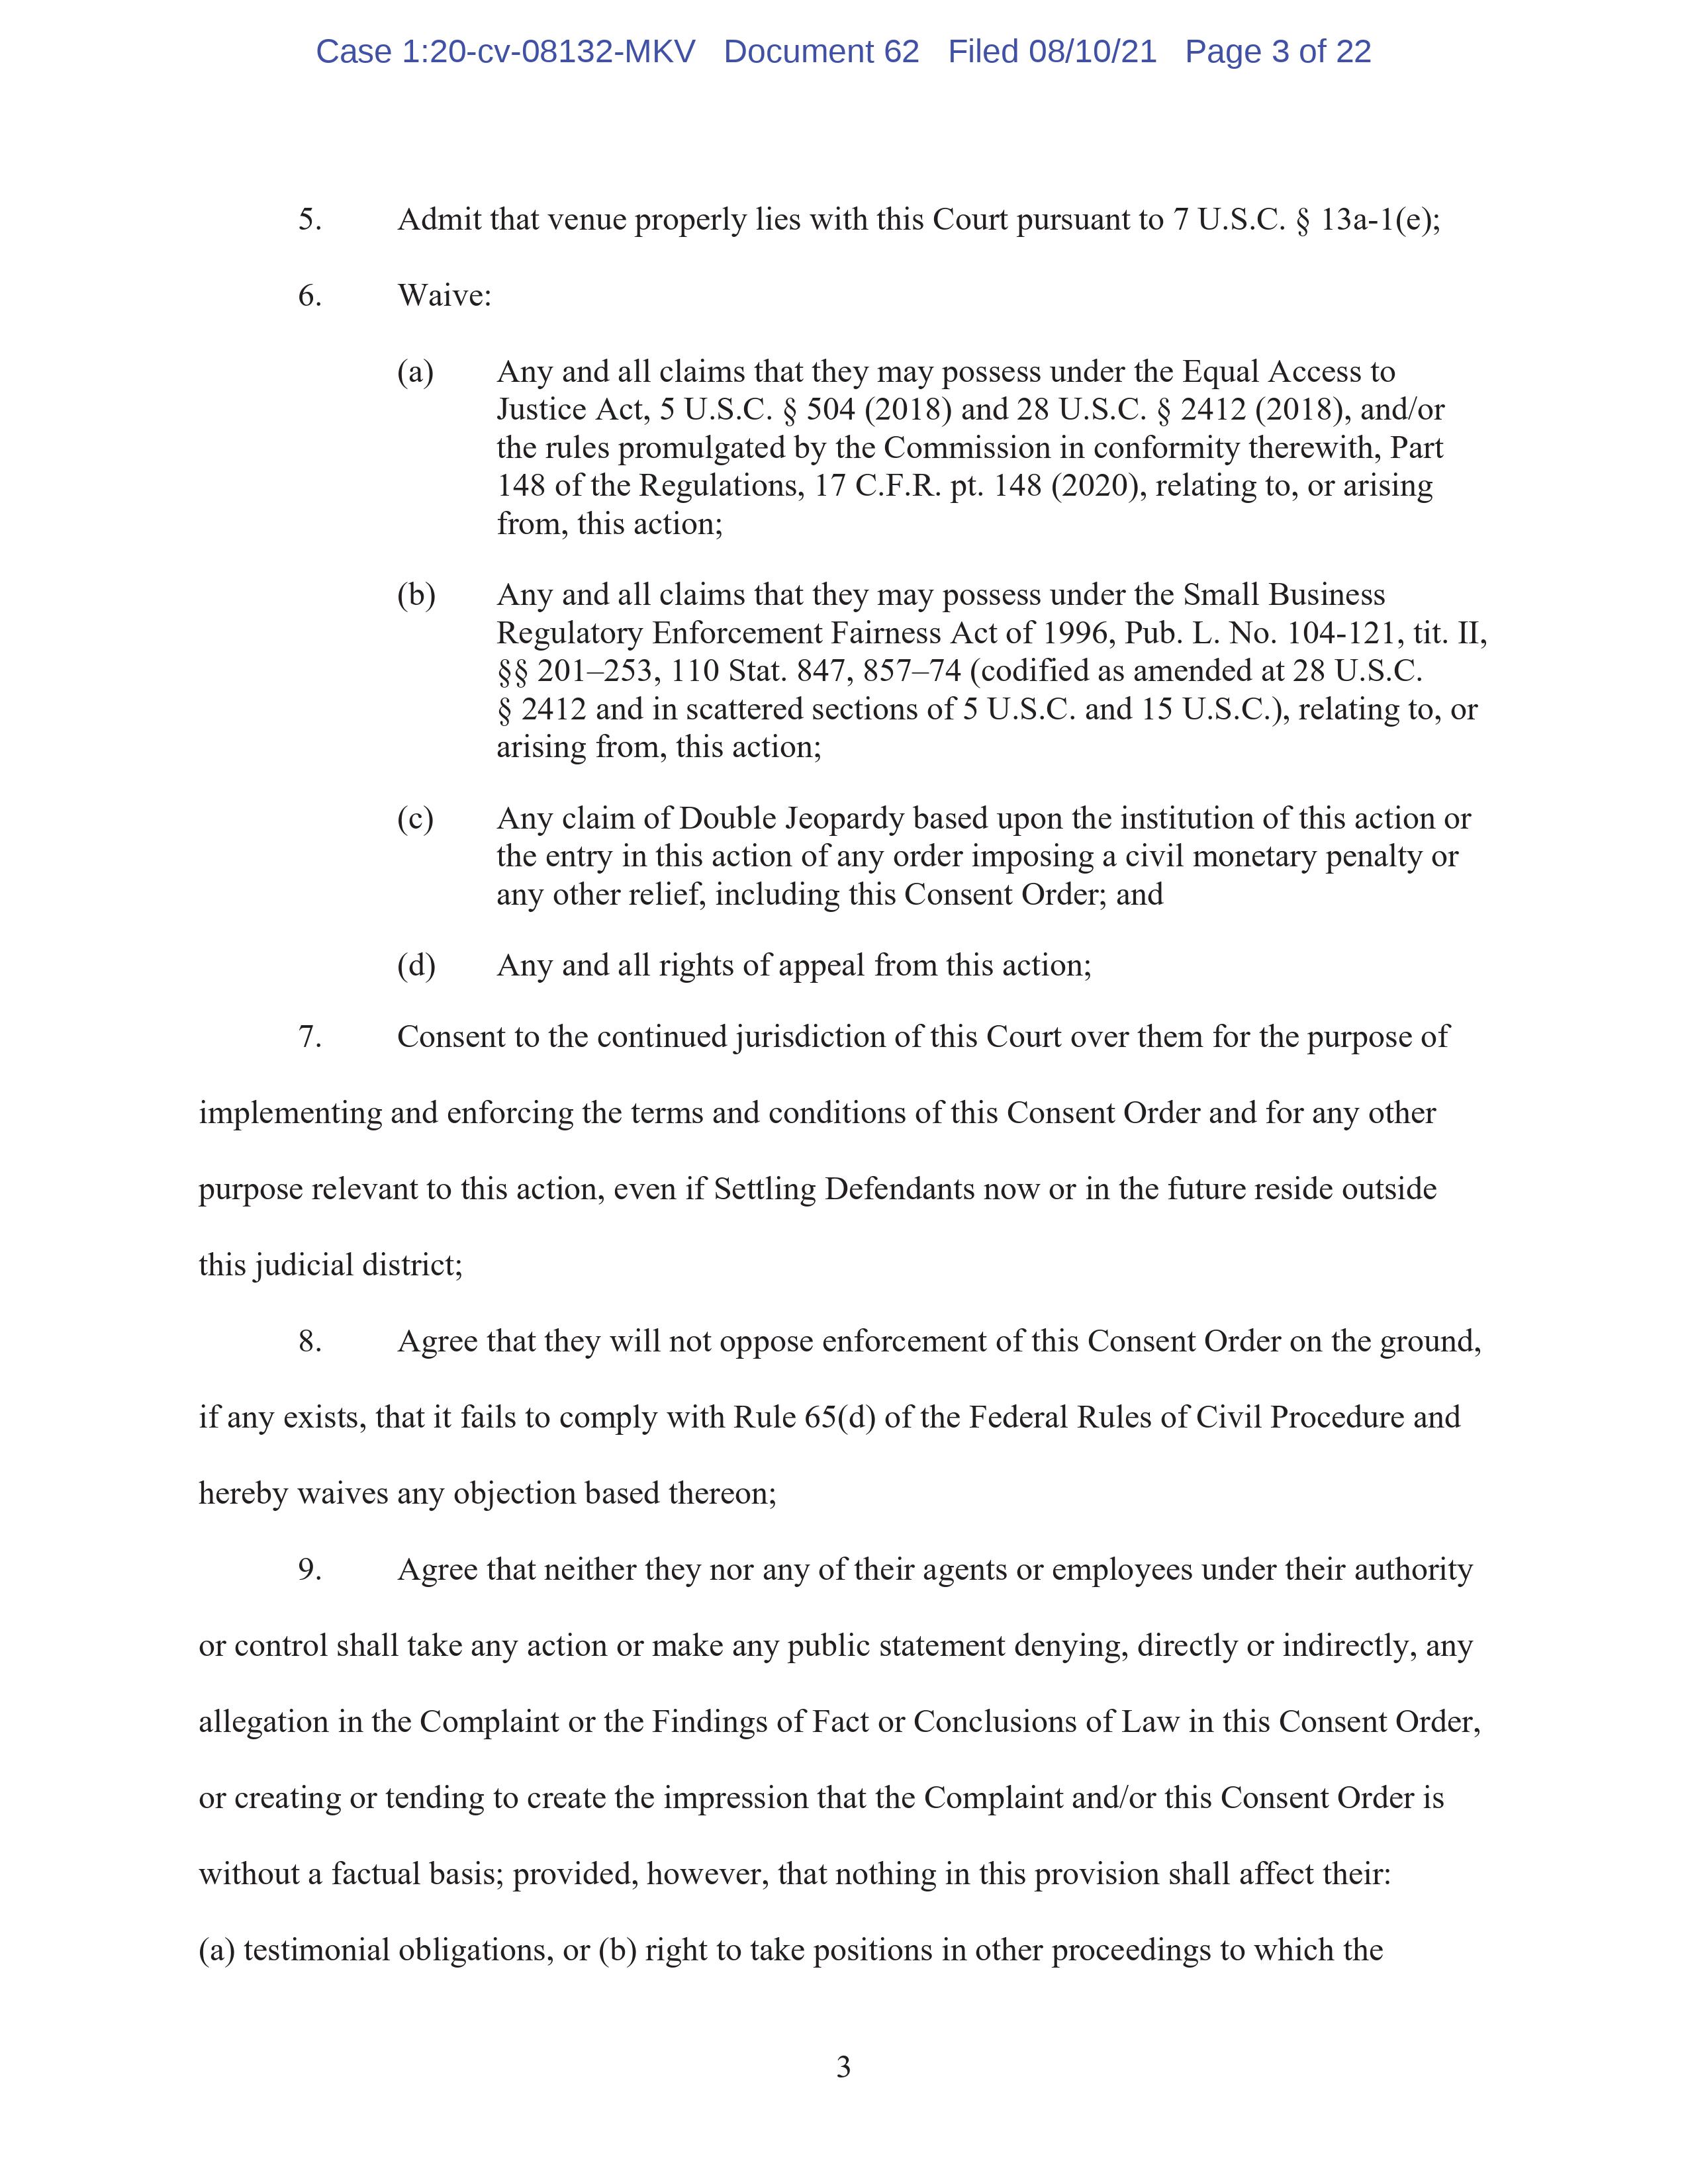 Case 1:20-cv-08132-MKV Document 62 Filed 08/10/21 Page 3 of 22
5. Admit that venue properly lies with this Court pursuant to 7 U.S.C. § 13a-1(e);
6. Waive:
(a) Any and all claims that they may possess under the Equal Access to
Justice Act, 5 U.S.C. § 504 (2018) and 28 U.S.C. § 2412 (2018), and/or
the rules promulgated by the Commission in conformity therewith, Part
148 of the Regulations, 17 C.F.R. pt. 148 (2020), relating to, or arising
from, this action;
(b) Any and all claims that they may possess under the Small Business
Regulatory Enforcement Fairness Act of 1996, Pub. L. No. 104-121, tit. II,
§§ 201–253, 110 Stat. 847, 857–74 (codified as amended at 28 U.S.C.
§ 2412 and in scattered sections of 5 U.S.C. and 15 U.S.C.), relating to, or
arising from, this action;
(c) Any claim of Double Jeopardy based upon the institution of this action or
the entry in this action of any order imposing a civil monetary penalty or
any other relief, including this Consent Order; and
(d) Any and all rights of appeal from this action;
7. Consent to the continued jurisdiction of this Court over them for the purpose of
implementing and enforcing the terms and conditions of this Consent Order and for any other
purpose relevant to this action, even if Settling Defendants now or in the future reside outside
this judicial district;
8. Agree that they will not oppose enforcement of this Consent Order on the ground,
if any exists, that it fails to comply with Rule 65(d) of the Federal Rules of Civil Procedure and
hereby waives any objection based thereon;
9. Agree that neither they nor any of their agents or employees under their authority
or control shall take any action or make any public statement denying, directly or indirectly, any
allegation in the Complaint or the Findings of Fact or Conclusions of Law in this Consent Order,
or creating or tending to create the impression that the Complaint and/or this Consent Order is
without a factual basis; provided, however, that nothing in this provision shall affect their:
(a) testimonial obligations, or (b) right to take positions in other proceedings to which the
3